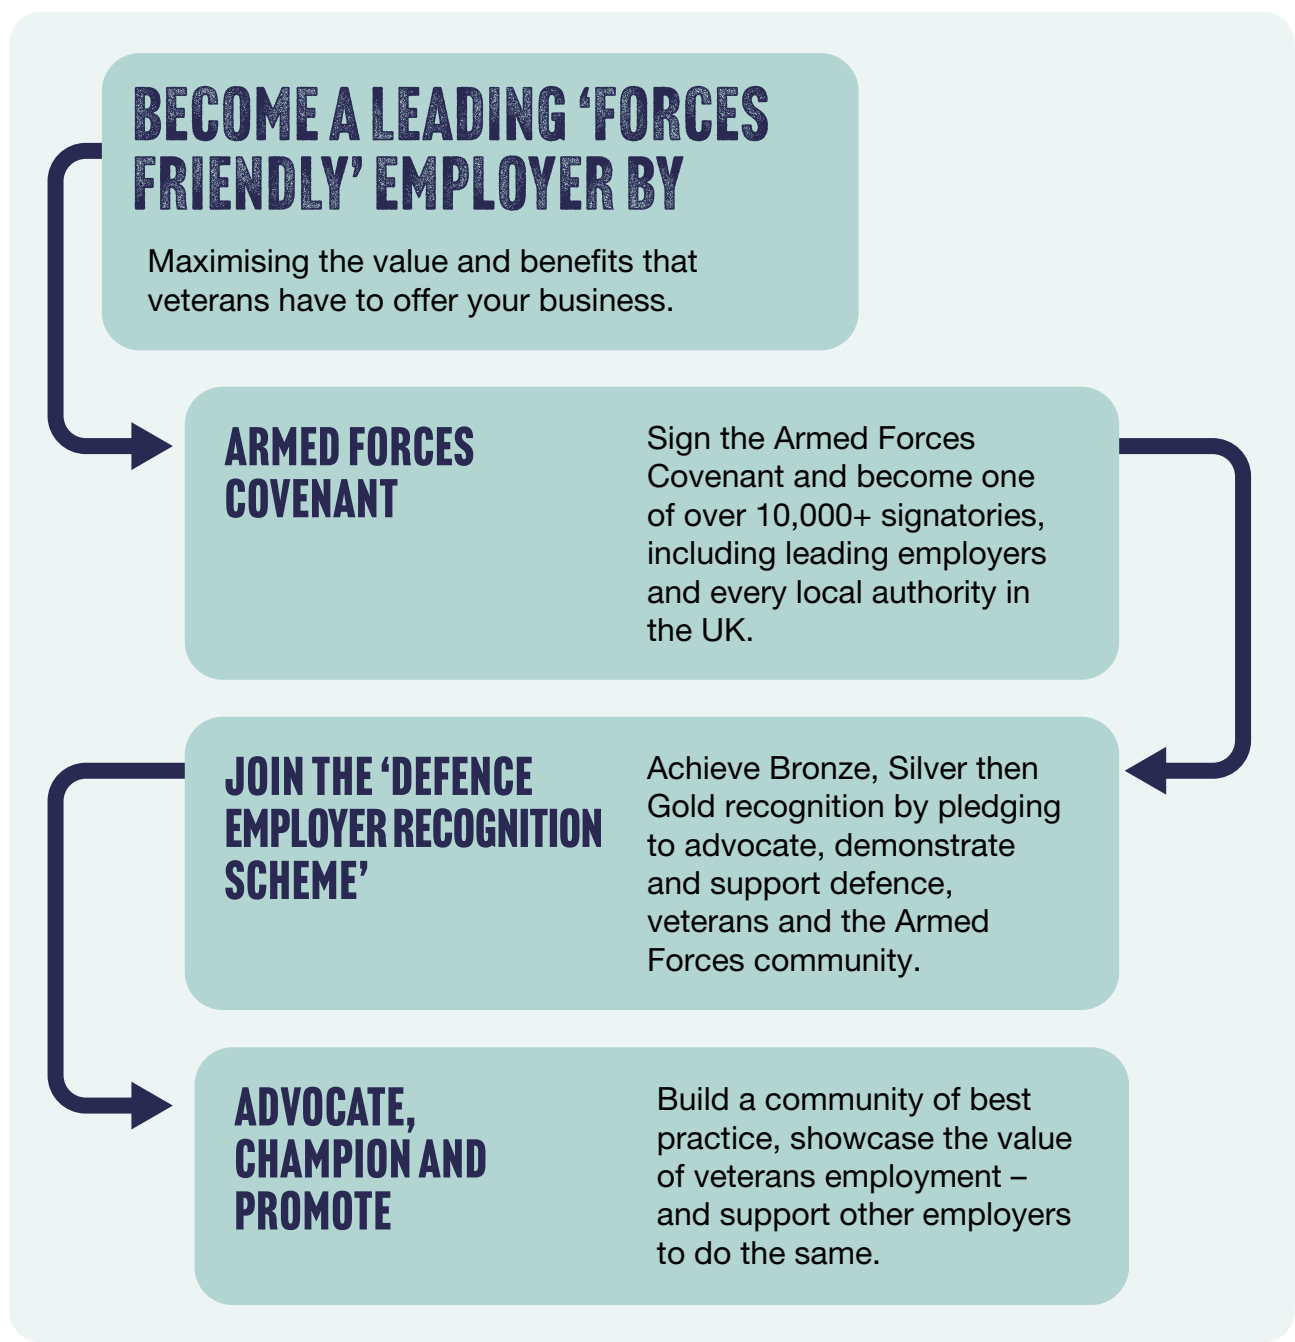 BECOME A LEADING ‘FORCES
FRIENDLY’ EMPLOYER BY
Maximising the value and benefits that
veterans have to offer your business.
ARMED FORCES
COVENANT
Sign the Armed Forces
Covenant and become one
of over 10,000+ signatories,
including leading employers
and every local authority in
the UK.
JOIN THE ‘DEFENCE
EMPLOYER RECOGNITION
SCHEME’
Achieve Bronze, Silver then
Gold recognition by pledging
to advocate, demonstrate
and support defence,
veterans and the Armed
Forces community.
ADVOCATE,
CHAMPION AND
PROMOTE
Build a community of best
practice, showcase the value
of veterans employment –
and support other employers
to do the same.